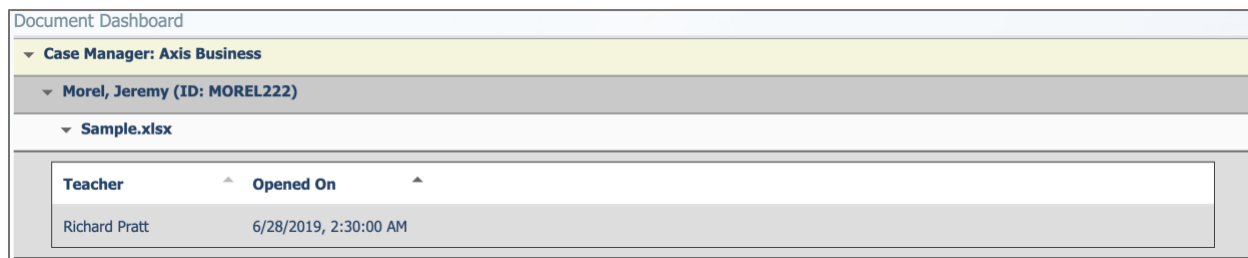 Document Dashboard
Case Manager: Axis Business
Morel, Jeremy (ID: MOREL222)
Sample.xlsx
Teacher Opened On
Richard Pratt 6/28/2019, 2:30:00 AM